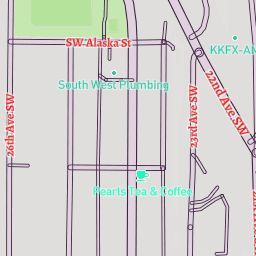 SW Alaska St
KKFX-AM
South West Plumbing
22nd Ave SW
26th Ave SW
23rd Ave SW
Pearls Tea & Coffee